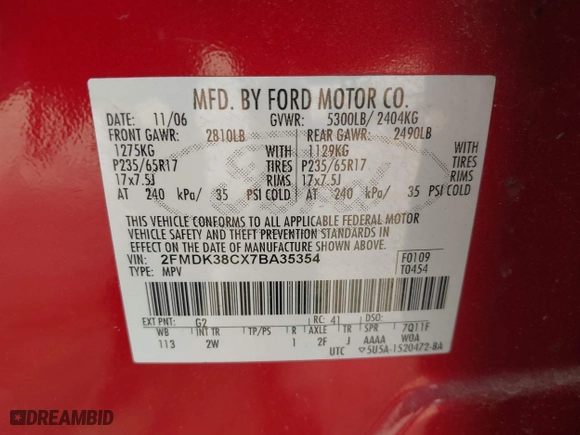 MFD. BY FORD MOTOR CO.
DATE: 11/06 GVWR: 5300LB/ 2404KG
FRONT GAWR: 2810LB REAR GAWR: 2490LB
1275KG WITH 1129KG WITH
P235/65R17 TIRES P235/65R17 TIRES
17x7.5J RIMS 17x7.5J RIMS
AT 240 kPa/ 35 PSI COLD AT 240 kPa/ 35 PSI COLD
THIS VEHICLE CONFORMS TO ALL APPLICABLE FEDERAL MOTOR
VEHICLE SAFETY AND THEFT PREVENTION STANDARDS IN
EFFECT ON THE DATE OF MANUFACTURE SHOWN ABOVE.
VIN: 2FMDK38CX7BA35354 F0109
TYPE: MPV T0454
EXT PNT: G2 RC: 41 DSO:
WB INT TR TP/PS R AXLE TR SPR 7Q11F
113 2W 1 2F J AAAA W0A
UTC ▽5U5A-1520472-BA
DREAMBID